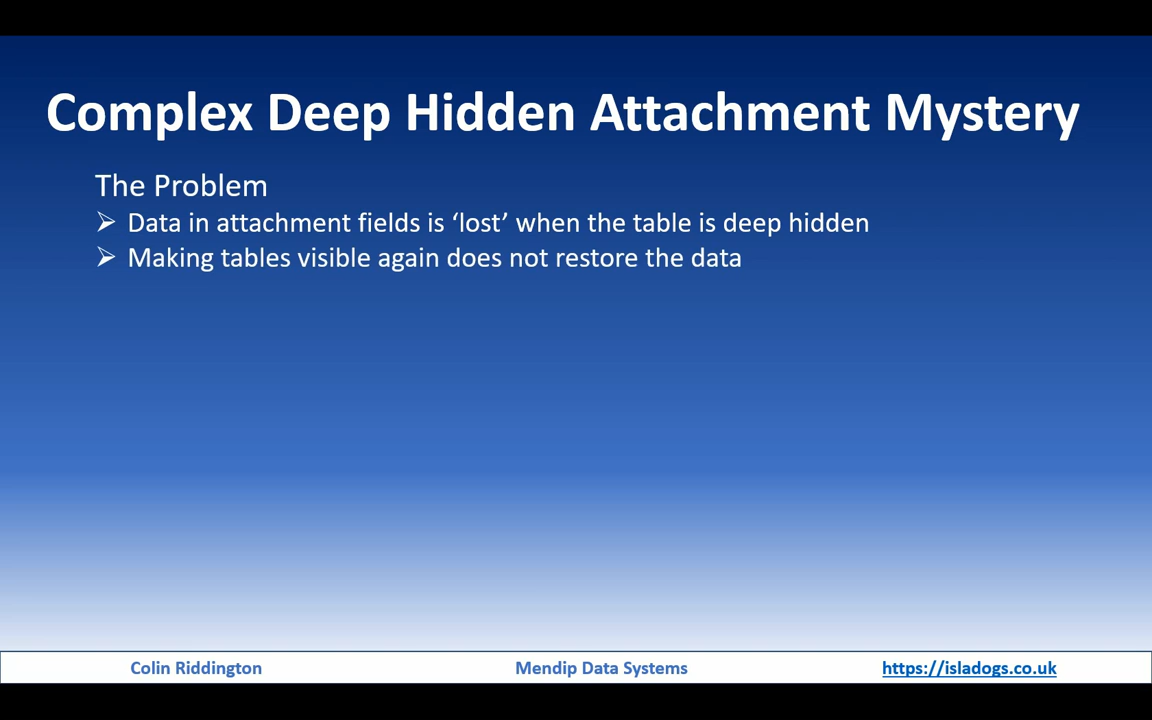 Complex Deep Hidden Attachment Mystery
The Problem
Data in attachment fields is ‘lost’ when the table is deep hidden
Making tables visible again does not restore the data
Colin Riddington
Mendip Data Systems
https://isladogs.co.uk